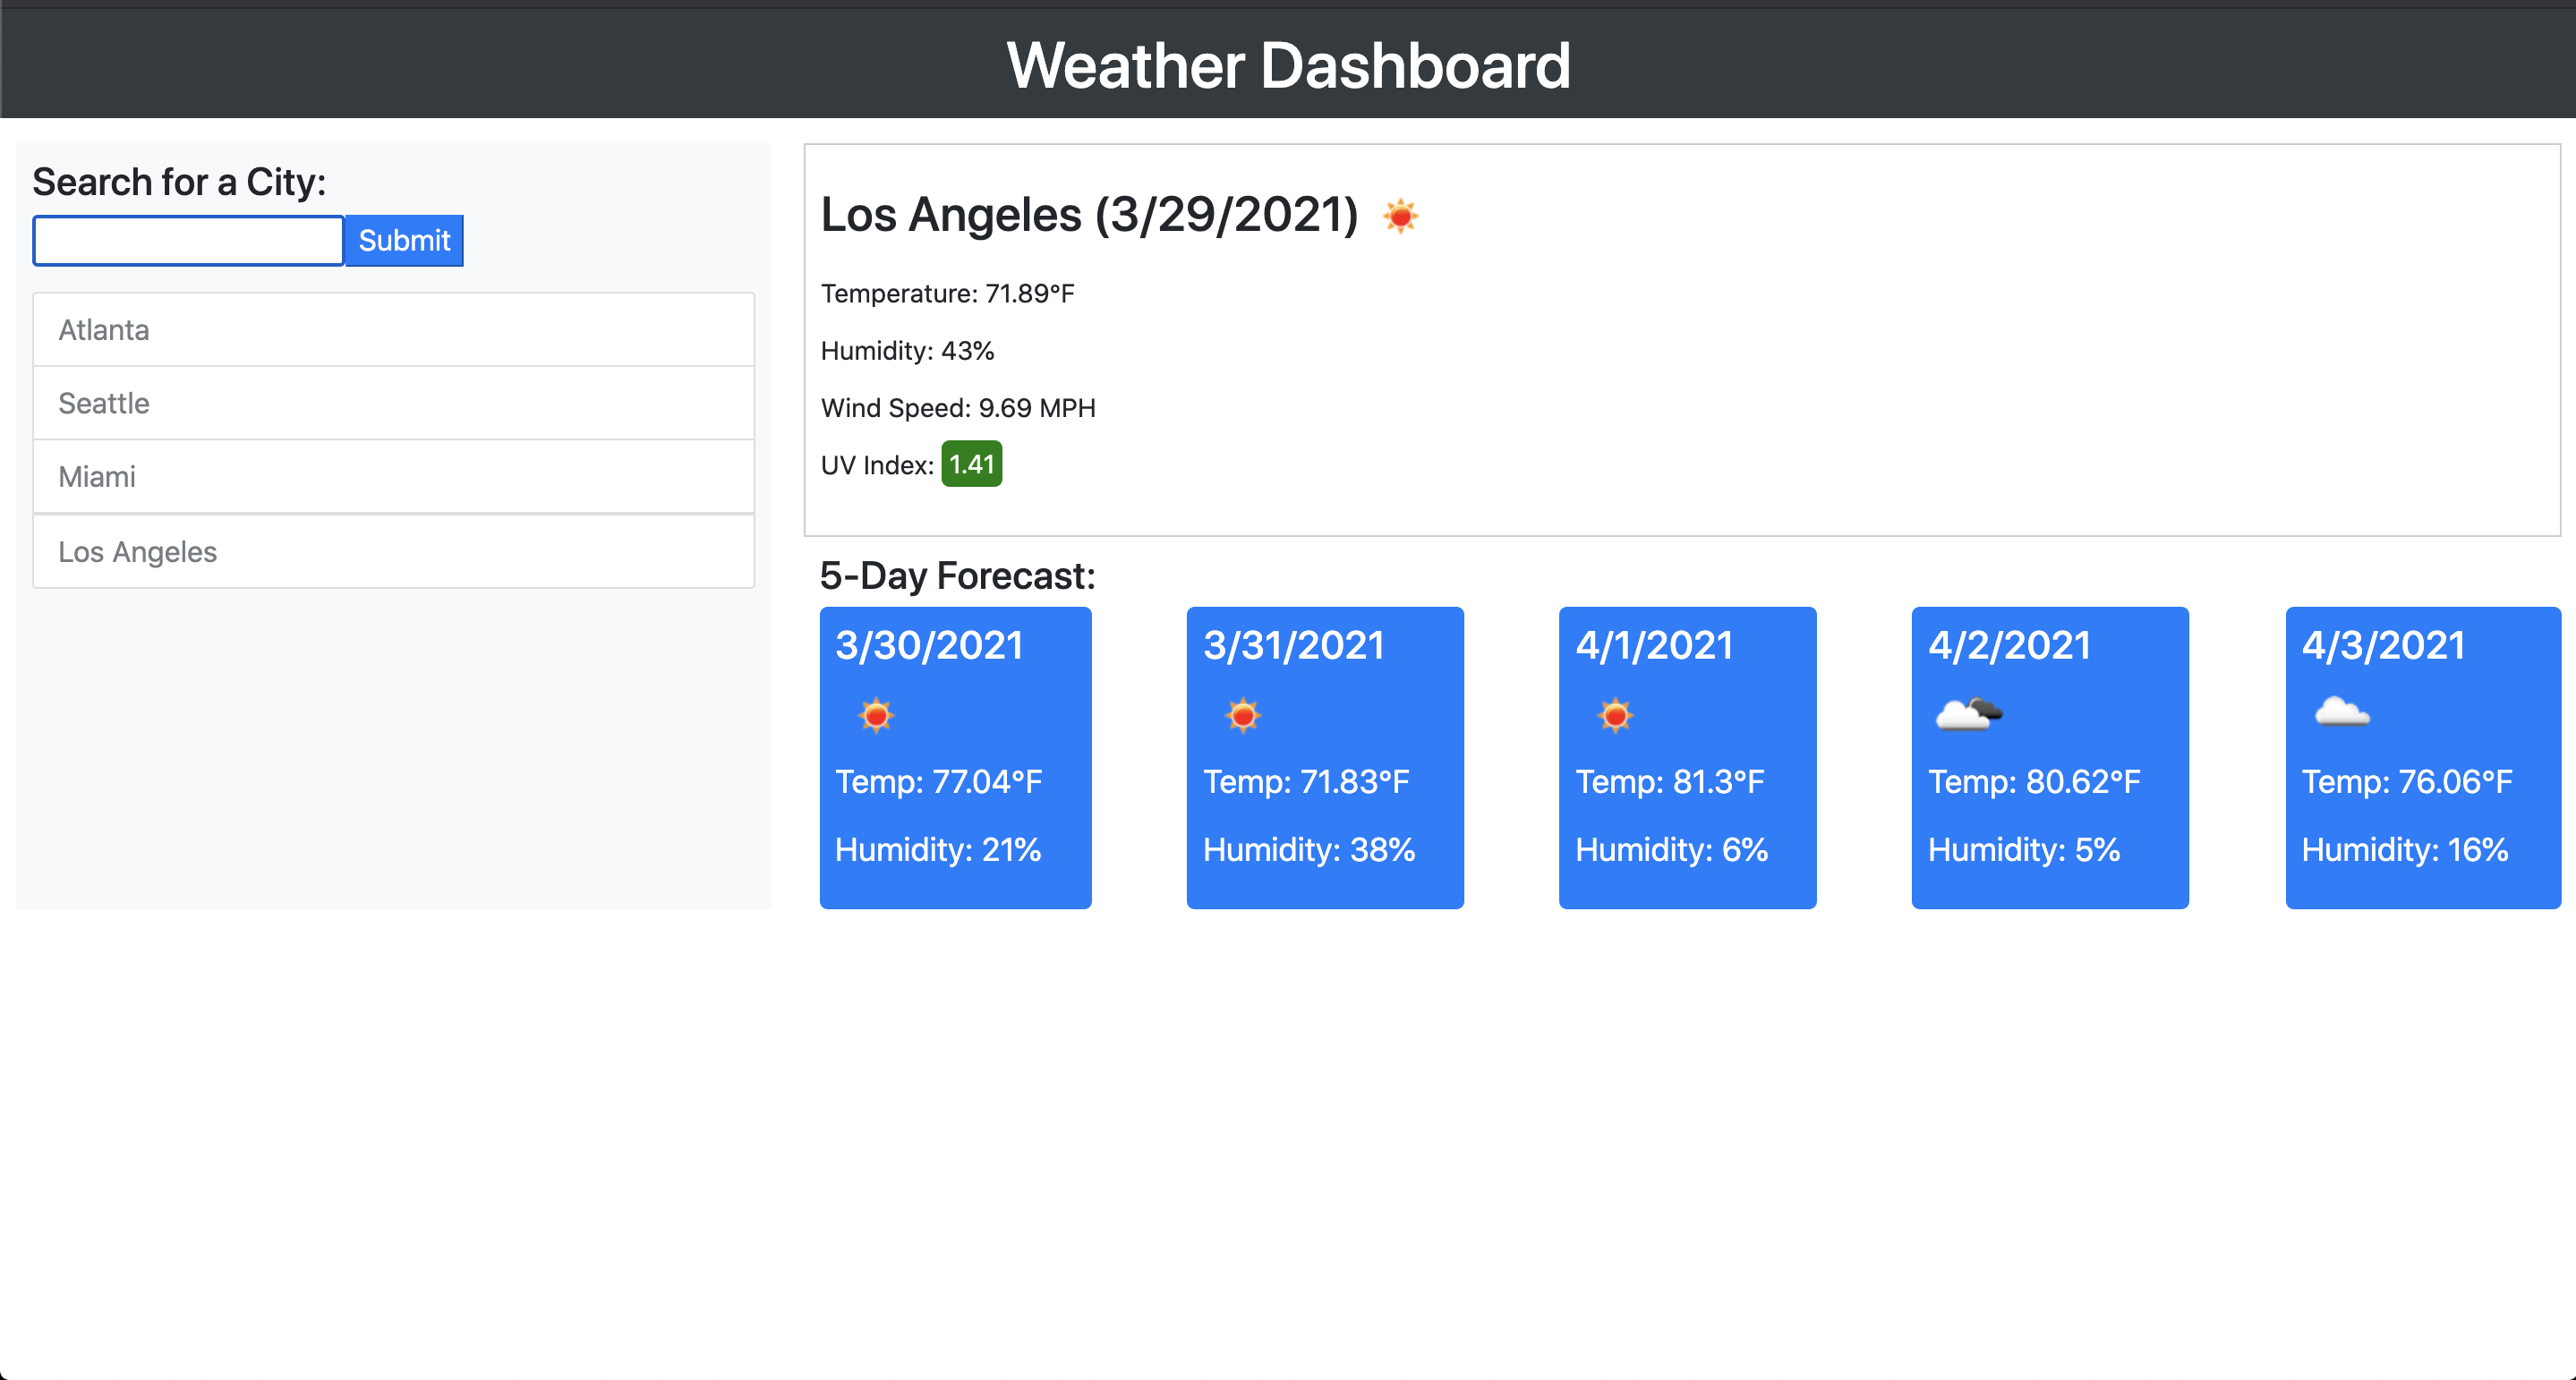 Weather Dashboard
Search for a City:
Submit
Atlanta
Seattle
Miami
Los Angeles
Los Angeles (3/29/2021)
Temperature: 71.89°F
Humidity: 43%
Wind Speed: 9.69 MPH
UV Index: 1.41
5-Day Forecast:
3/30/2021
Temp: 77.04°F
Humidity: 21%
3/31/2021
Temp: 71.83°F
Humidity: 38%
4/1/2021
Temp: 81.3°F
Humidity: 6%
4/2/2021
Temp: 80.62°F
Humidity: 5%
4/3/2021
Temp: 76.06°F
Humidity: 16%